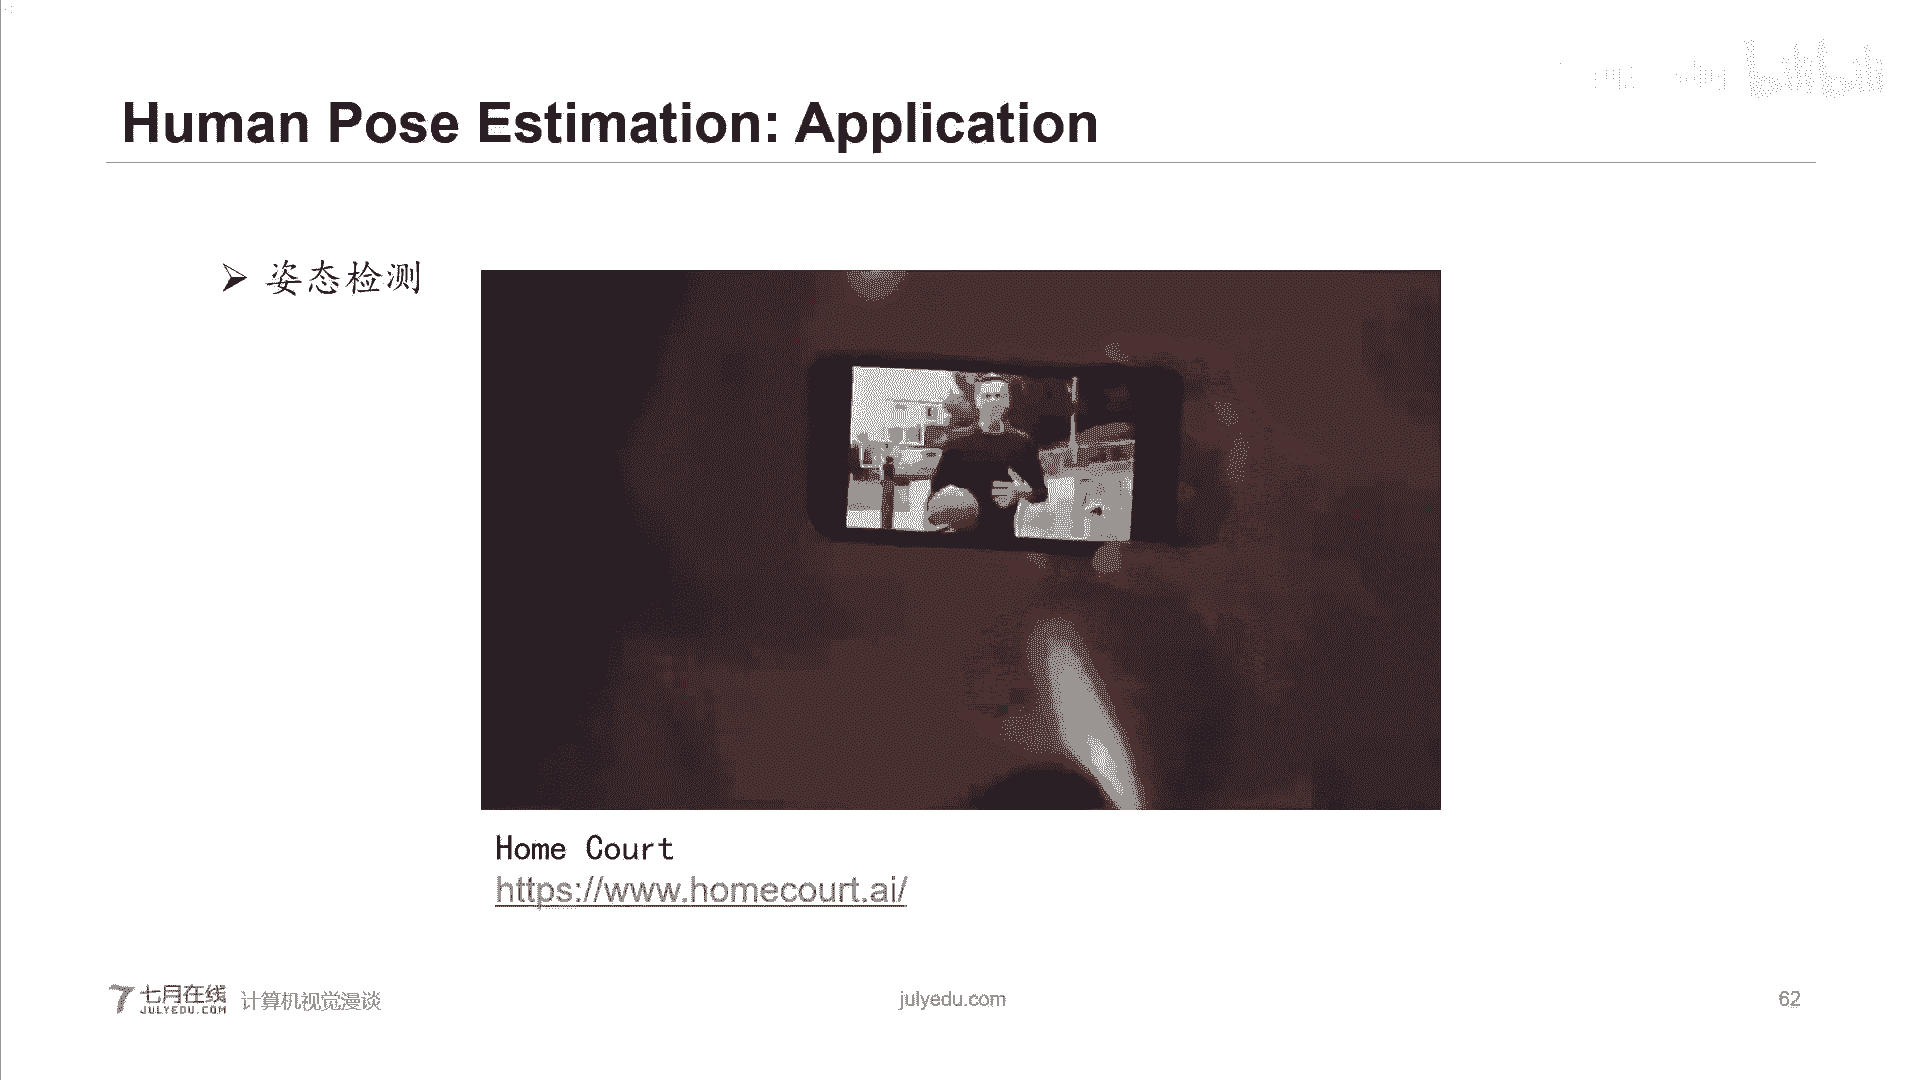 Human Pose Estimation: Application
➢ 姿态检测
Home Court
https://www.homecourt.ai/
七月在线
JULYEDU.COM
计算机视觉漫谈
julyedu.com
62
bilibili